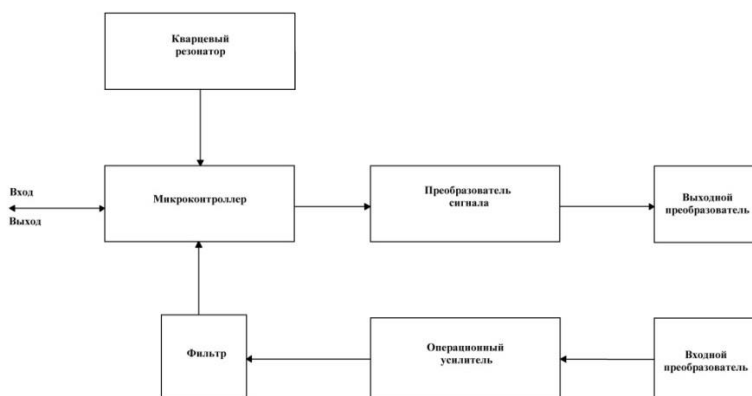 Кварцевый
резонатор
Вход
Выход
Микроконтроллер
Преобразователь
сигнала
Выходной
преобразователь
Фильтр
Операционный
усилитель
Входной
преобразователь